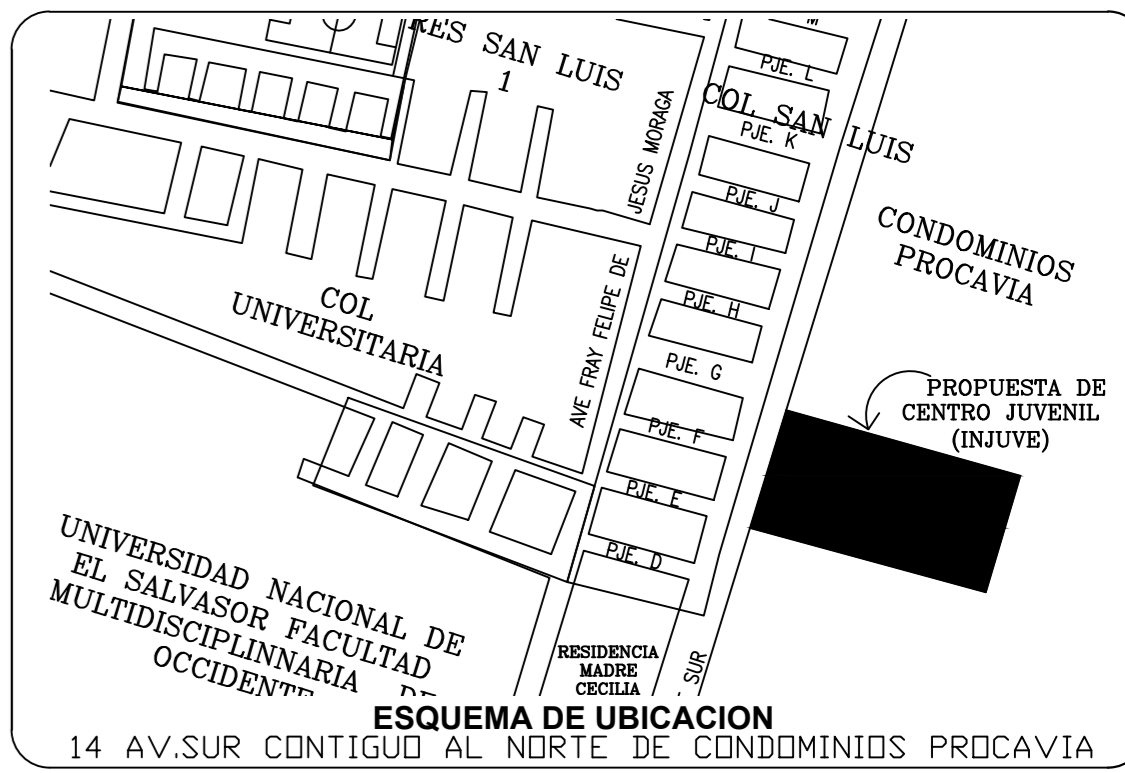 RES SAN LUIS
1
JESUS MORAGA
M
PJE. L
COL SAN LUIS
PJE. K
PJE. J
PJE. I
PJE. H
PJE. G
PJE. F
PJE. E
PJE. D
CONDOMINIOS
PROCAVIA
COL
UNIVERSITARIA
AVE FRAY FELIPE DE
PROPUESTA DE
CENTRO JUVENIL
(INJUVE)
UNIVERSIDAD NACIONAL DE
EL SALVASOR FACULTAD
MULTIDISCIPLINNARIA DE
OCCIDENTE
RESIDENCIA
MADRE
CECILIA
SUR
ESQUEMA DE UBICACION
14 AV.SUR CONTIGUO AL NORTE DE CONDOMINIOS PROCAVIA